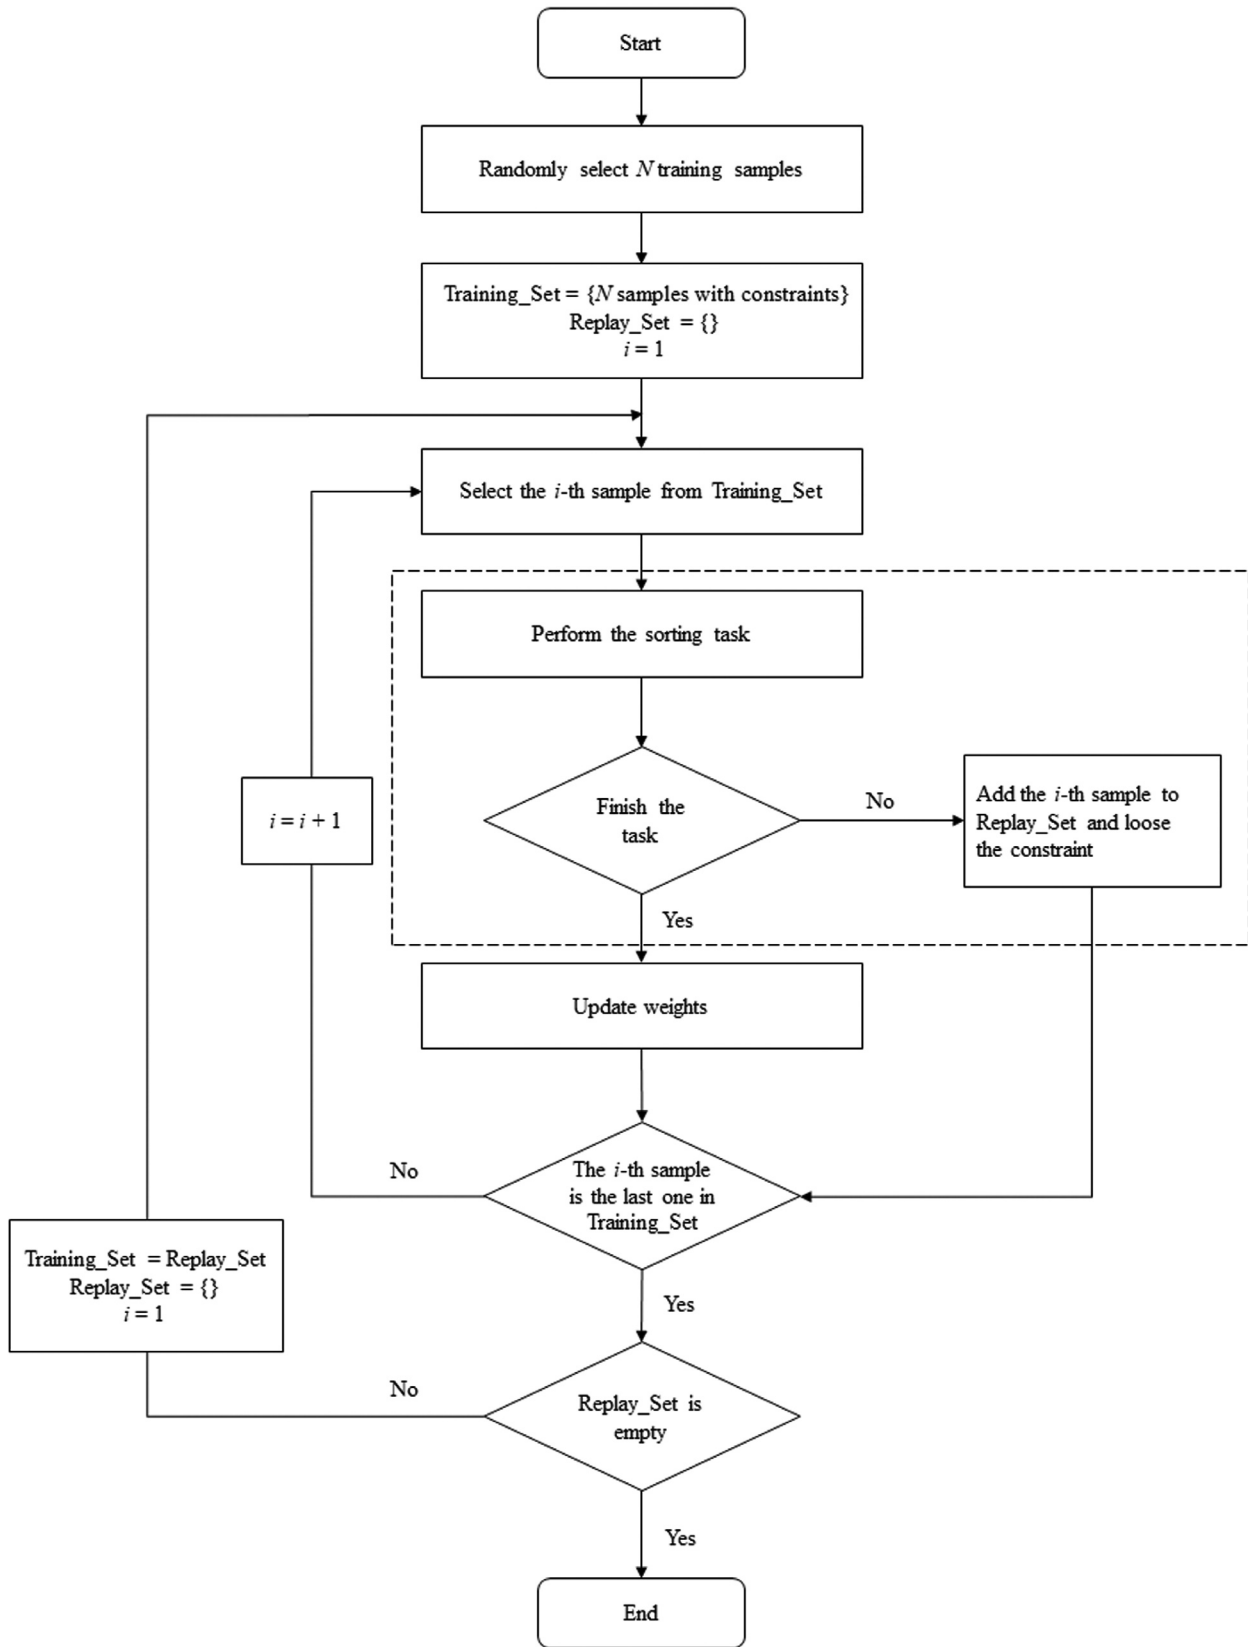 Start
Randomly select N training samples
Training_Set = {N samples with constraints}
Replay_Set = {}
i = 1
Select the i-th sample from Training_Set
Perform the sorting task
Finish the
task
No
Add the i-th sample to
Replay_Set and loose
the constraint
i = i + 1
Yes
Update weights
The i-th sample
is the last one in
Training_Set
No
Training_Set = Replay_Set
Replay_Set = {}
i = 1
Yes
Replay_Set is
empty
No
Yes
End